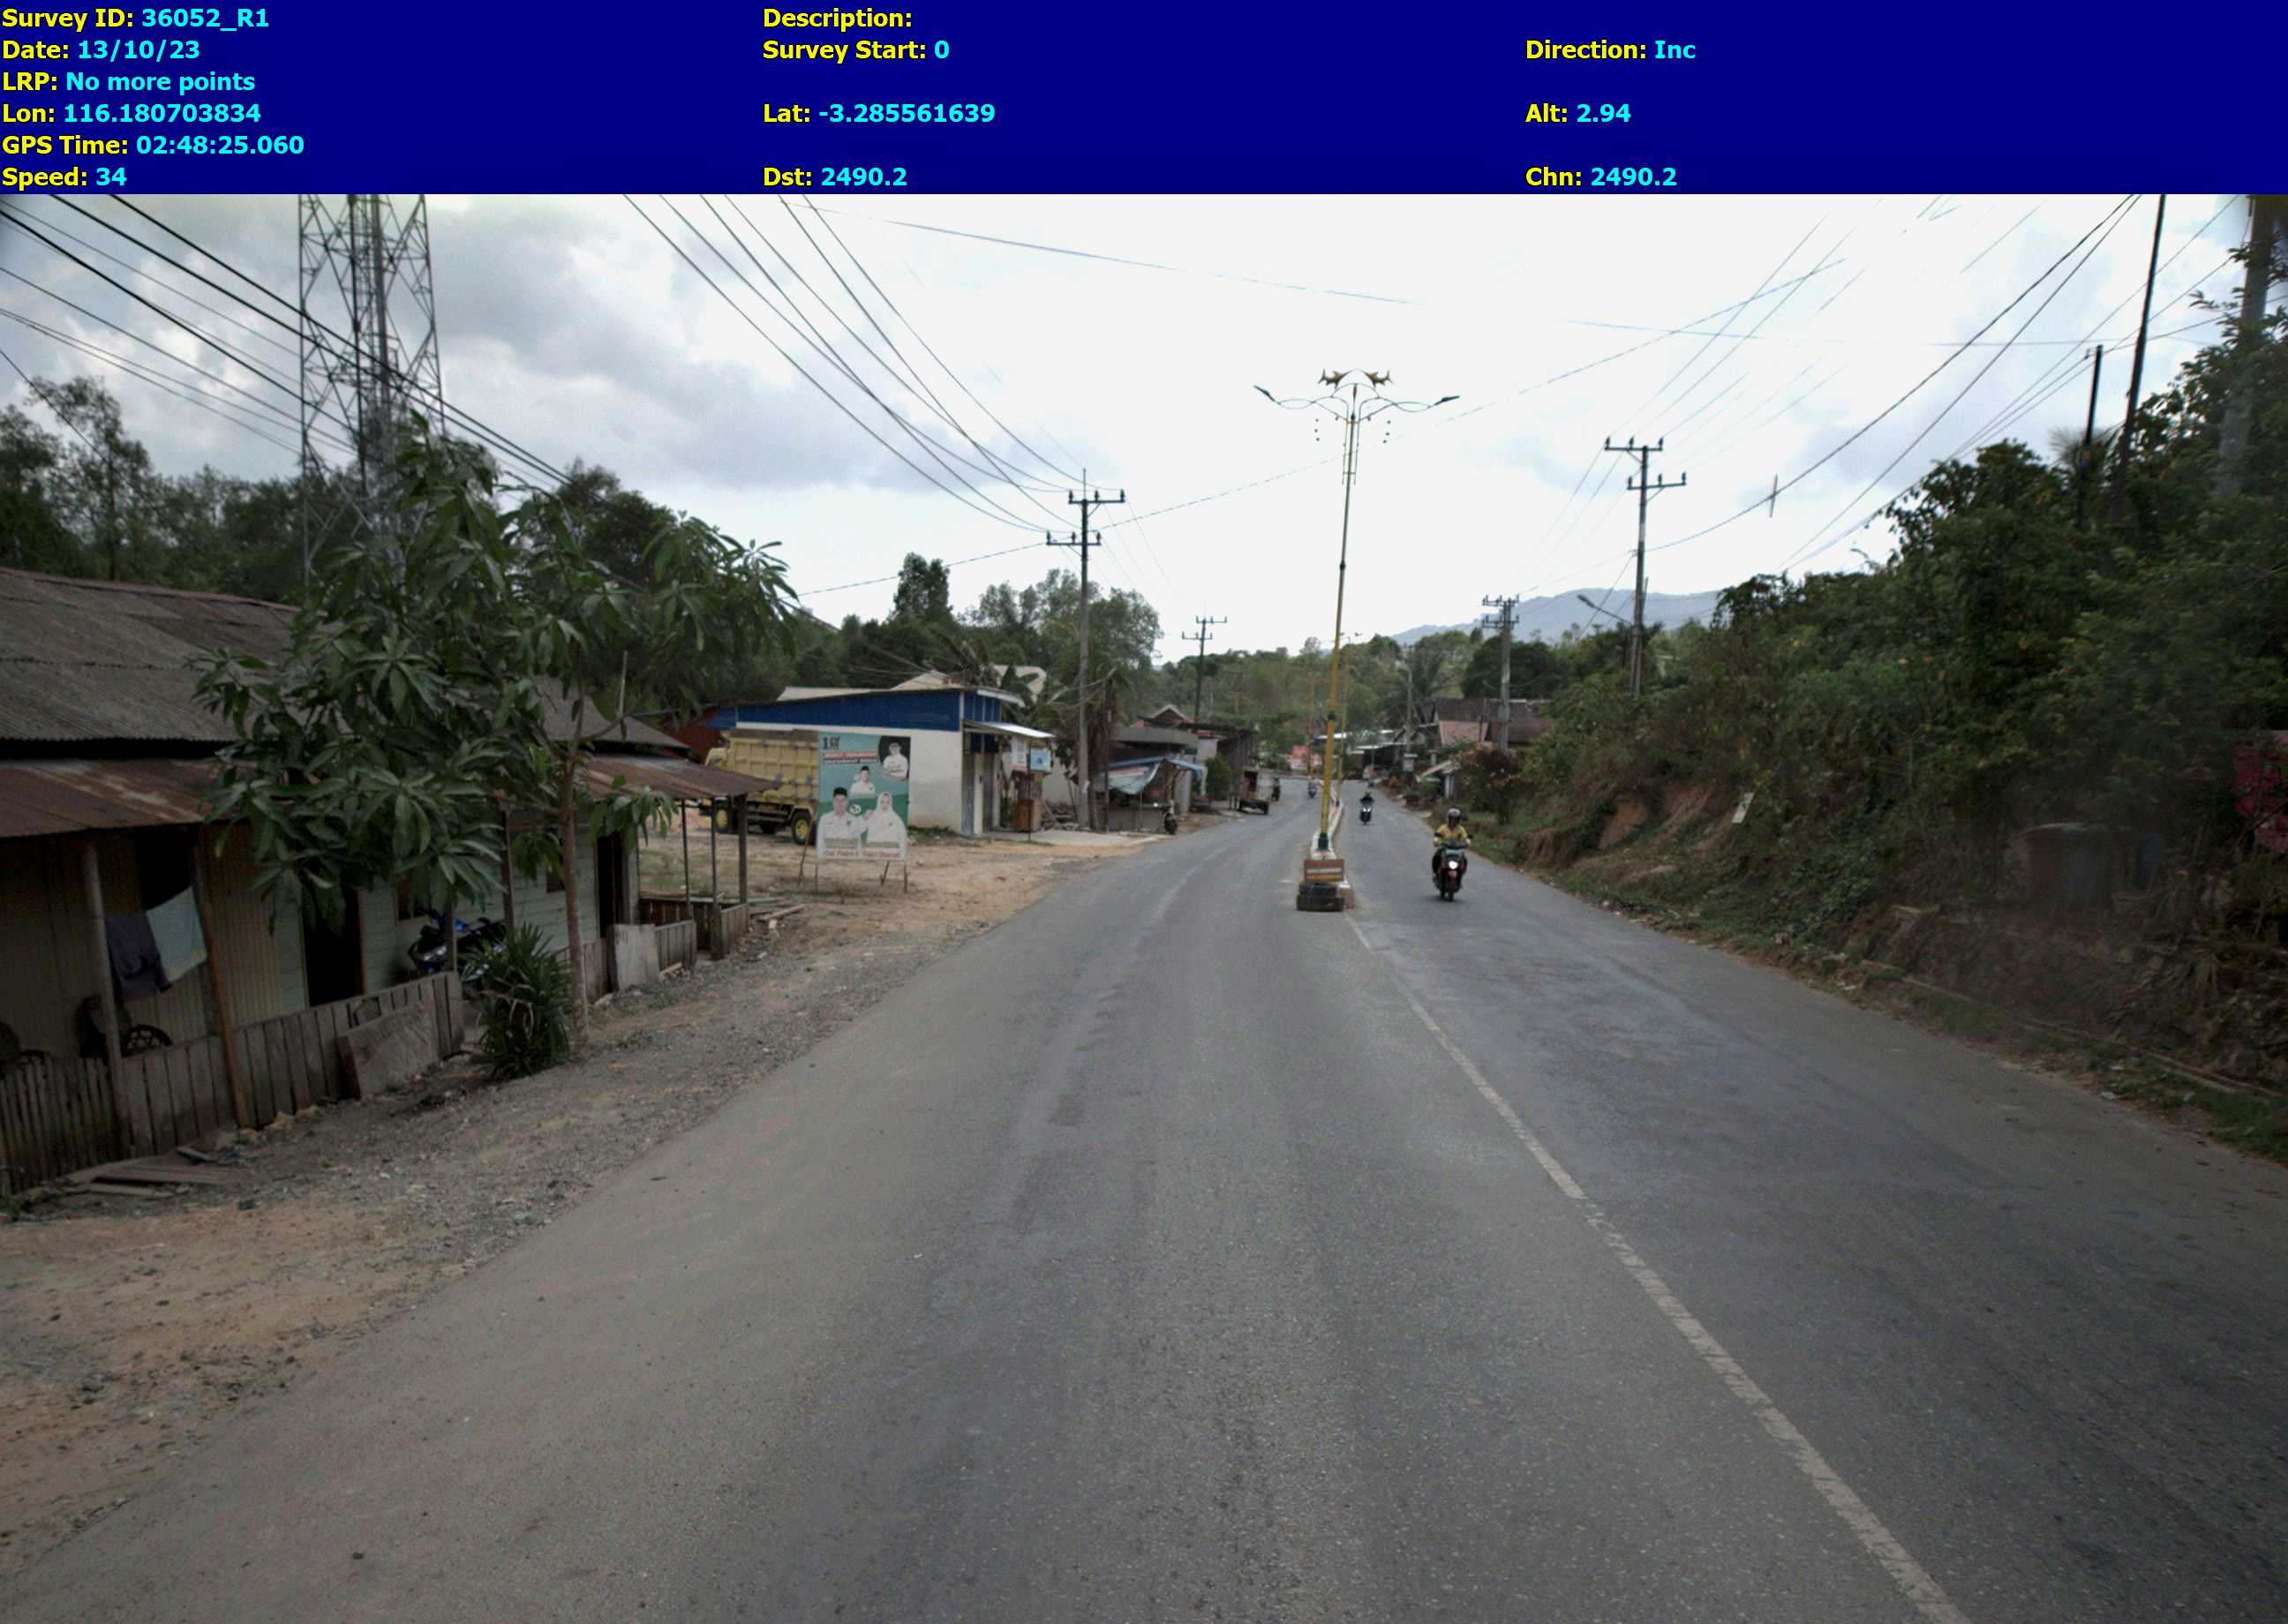 Survey ID: 36052_R1
Description:
Date: 13/10/23
Survey Start: 0
Direction: Inc
LRP: No more points
Lon: 116.180703834
Lat: -3.285561639
Alt: 2.94
GPS Time: 02:48:25.060
Speed: 34
Dst: 2490.2
Chn: 2490.2